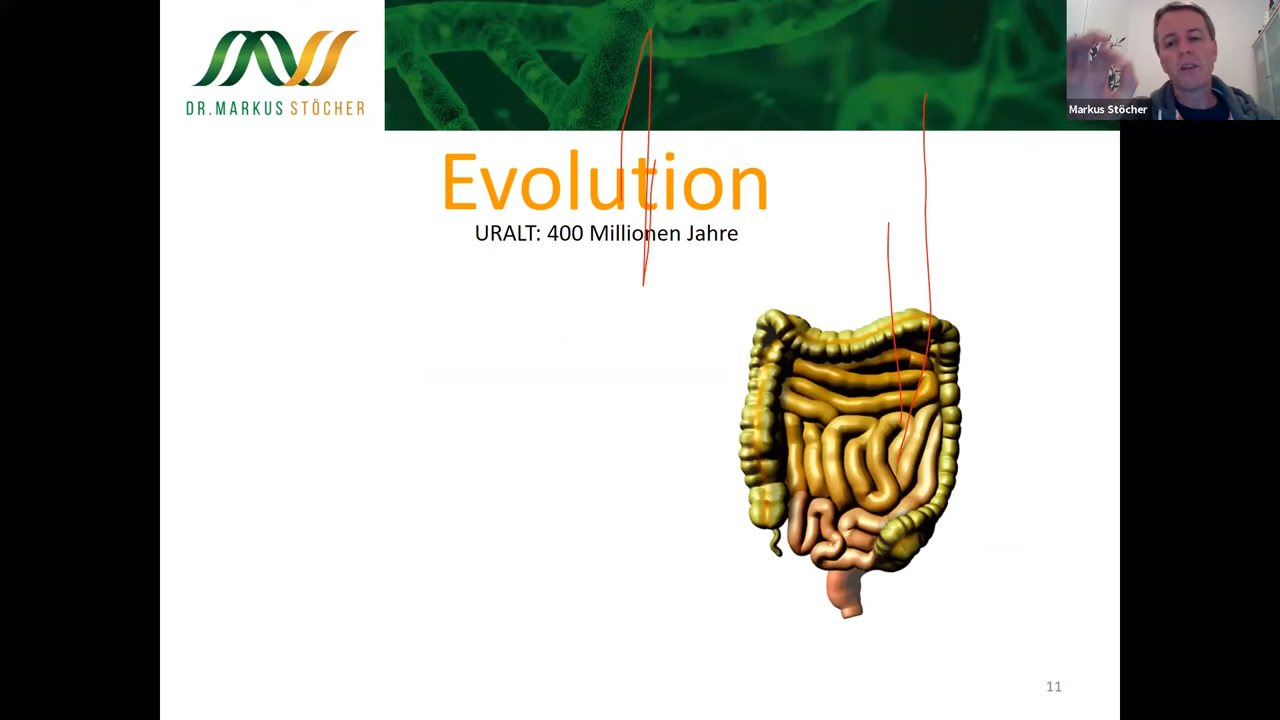 DR.MARKUS STÖCHER
Markus Stöcher
Evolution
URALT: 400 Millionen Jahre
11